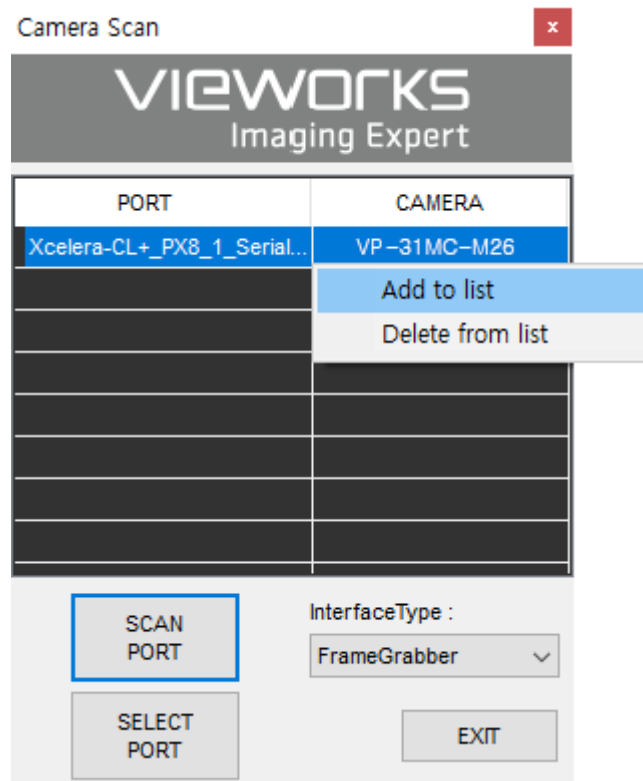 Camera Scan
x
VIEWORKS
Imaging Expert
PORT CAMERA
Xcelera-CL+_PX8_1_Serial... VP-31MC-M26
Add to list
Delete from list
SCAN
PORT
InterfaceType :
FrameGrabber
SELECT
PORT
EXIT